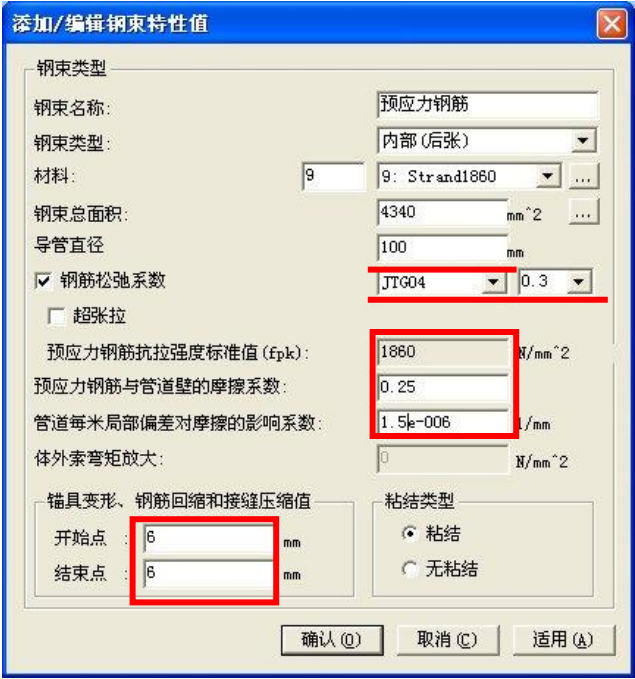 添加/编辑钢束特性值
钢束类型
钢束名称: 预应力钢筋
钢束类型: 内部(后张)
材料: 9 9: Strand1860 ...
钢束总面积: 4340 mm^2 ...
导管直径 100 mm
钢筋松弛系数 JTG04 0.3
超张拉
预应力钢筋抗拉强度标准值(fpk): 1860 N/mm^2
预应力钢筋与管道壁的摩擦系数: 0.25
管道每米局部偏差对摩擦的影响系数: 1.5e-006 1/mm
体外索弯矩放大: 0 N/mm^2
锚具变形、钢筋回缩和接缝压缩值 粘结类型
开始点 : 6 mm 粘结
结束点 : 6 mm 无粘结
确认(O) 取消(C) 适用(A)